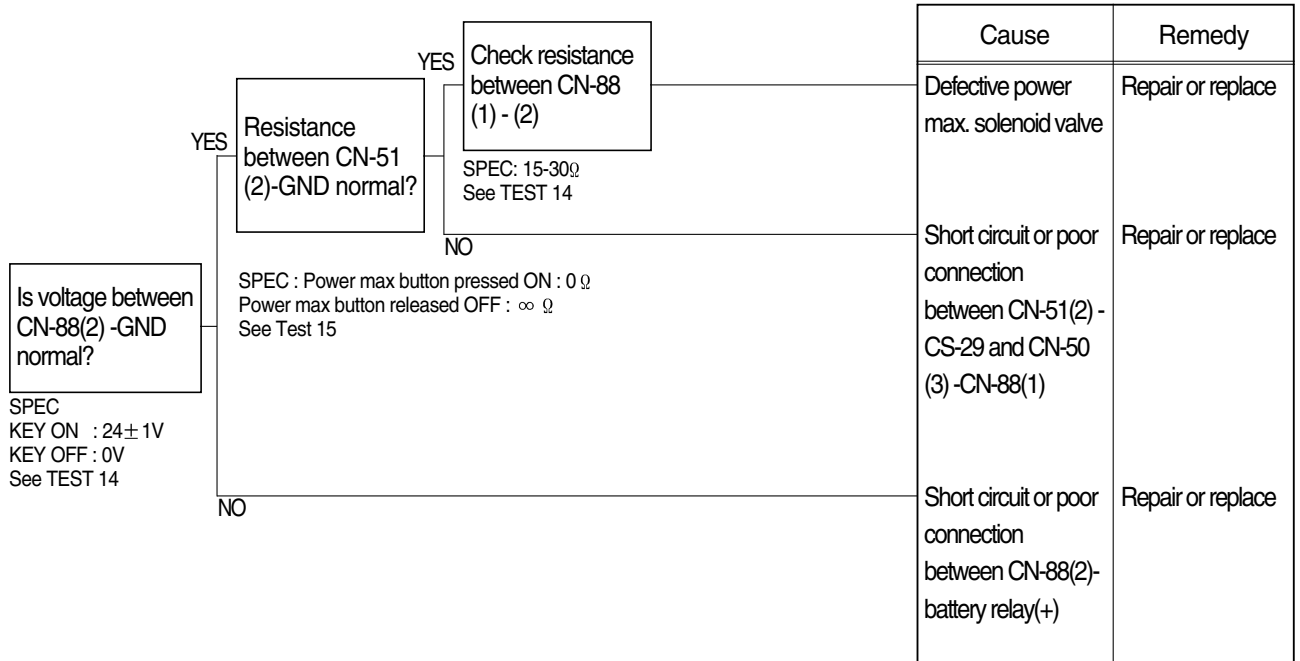 Cause
Remedy
YES
Check resistance
between CN-88
(1) - (2)
Defective power
max. solenoid valve
Repair or replace
YES
Resistance
between CN-51
(2)-GND normal?
SPEC: 15-30Ω
See TEST 14
NO
Short circuit or poor
connection
between CN-51(2) -
CS-29 and CN-50
(3) -CN-88(1)
Repair or replace
Is voltage between
CN-88(2) -GND
normal?
SPEC : Power max button pressed ON : 0 Ω
Power max button released OFF : ∞ Ω
See Test 15
SPEC
KEY ON : 24±1V
KEY OFF : 0V
See TEST 14
NO
Short circuit or poor
connection
between CN-88(2)-
battery relay(+)
Repair or replace